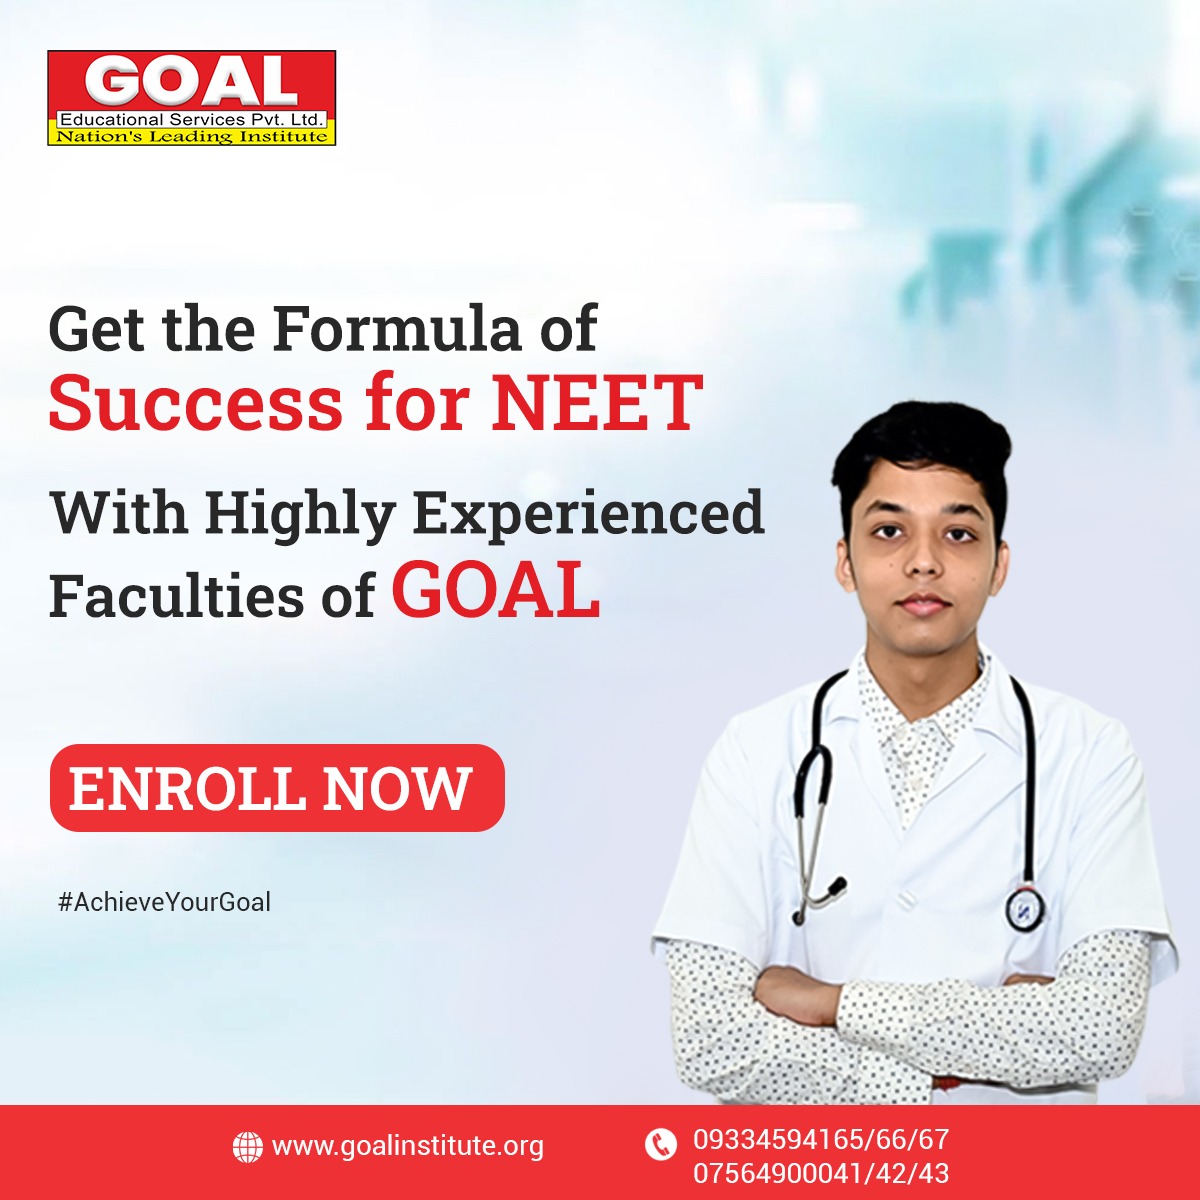 GOAL
Educational Services Pvt. Ltd.
Nation's Leading Institute
Get the Formula of
Success for NEET
With Highly Experienced
Faculties of GOAL
ENROLL NOW
#AchieveYourGoal
www.goalinstitute.org
09334594165/66/67
07564900041/42/43